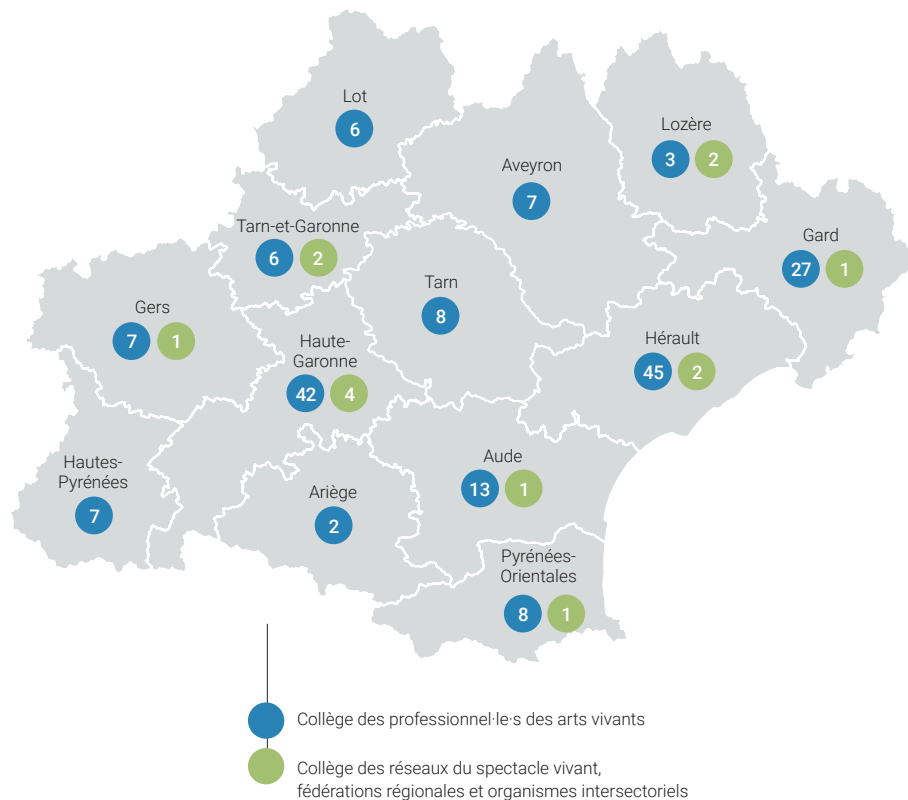 Lot
6
Lozère
3 2
Aveyron
7
Tarn-et-Garonne
6 2
Gard
27 1
Tarn
8
Gers
7 1
Haute-
Garonne
42 4
Hérault
45 2
Hautes-
Pyrénées
7
Ariège
2
Aude
13 1
Pyrénées-
Orientales
8 1
Collège des professionnel·le·s des arts vivants
Collège des réseaux du spectacle vivant,
fédérations régionales et organismes intersectoriels